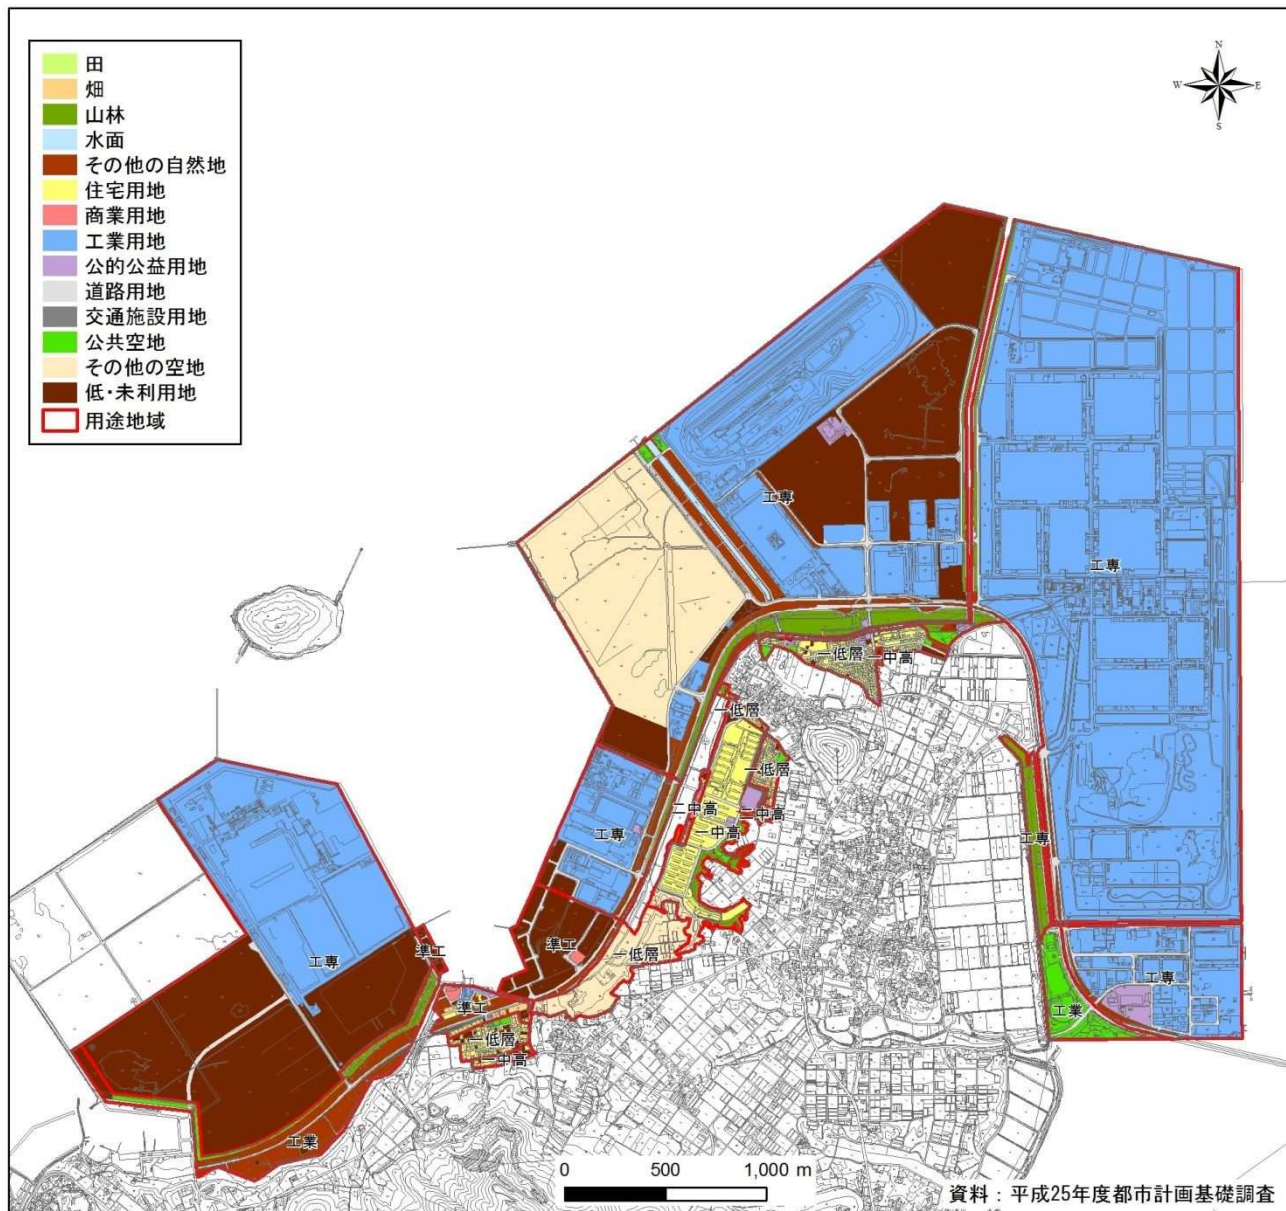 N
W E
S
田
畑
山林
水面
その他の自然地
住宅用地
商業用地
工業用地
公的公益用地
道路用地
交通施設用地
公共空地
その他の空地
低・未利用地
用途地域
工専
工専
一低層
一中高
一低層
一低層
二中高
二中高
一中高
工専
工専
準工
一低層
準工
工専
準工
一低層
一中高
工専
工業
工業
0 500 1,000 m
資料：平成25年度都市計画基礎調査